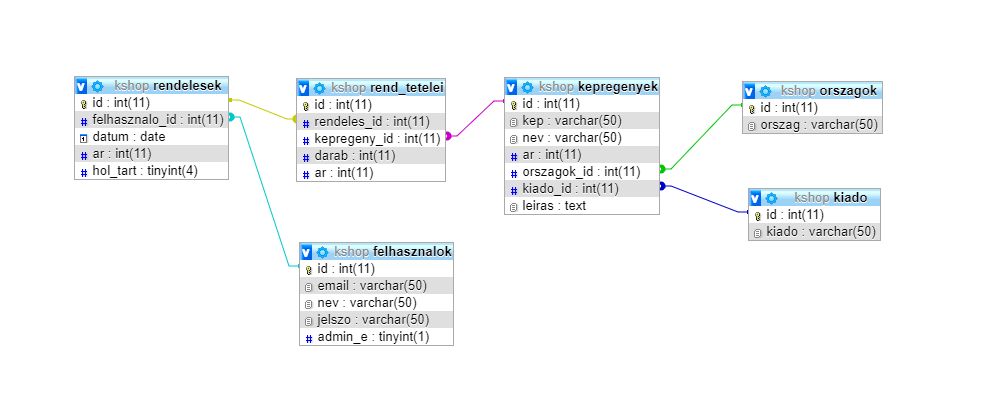 kshop rendelesek
id : int(11)
felhasznalo_id : int(11)
datum : date
ar : int(11)
hol_tart : tinyint(4)
kshop rend_tetelei
id : int(11)
rendeles_id : int(11)
kepregeny_id : int(11)
darab : int(11)
ar : int(11)
kshop kepregenyek
id : int(11)
kep : varchar(50)
nev : varchar(50)
ar : int(11)
orszagok_id : int(11)
kiado_id : int(11)
leiras : text
kshop orszagok
id : int(11)
orszag : varchar(50)
kshop kiado
id : int(11)
kiado : varchar(50)
kshop felhasznalok
id : int(11)
email : varchar(50)
nev : varchar(50)
jelszo : varchar(50)
admin_e : tinyint(1)